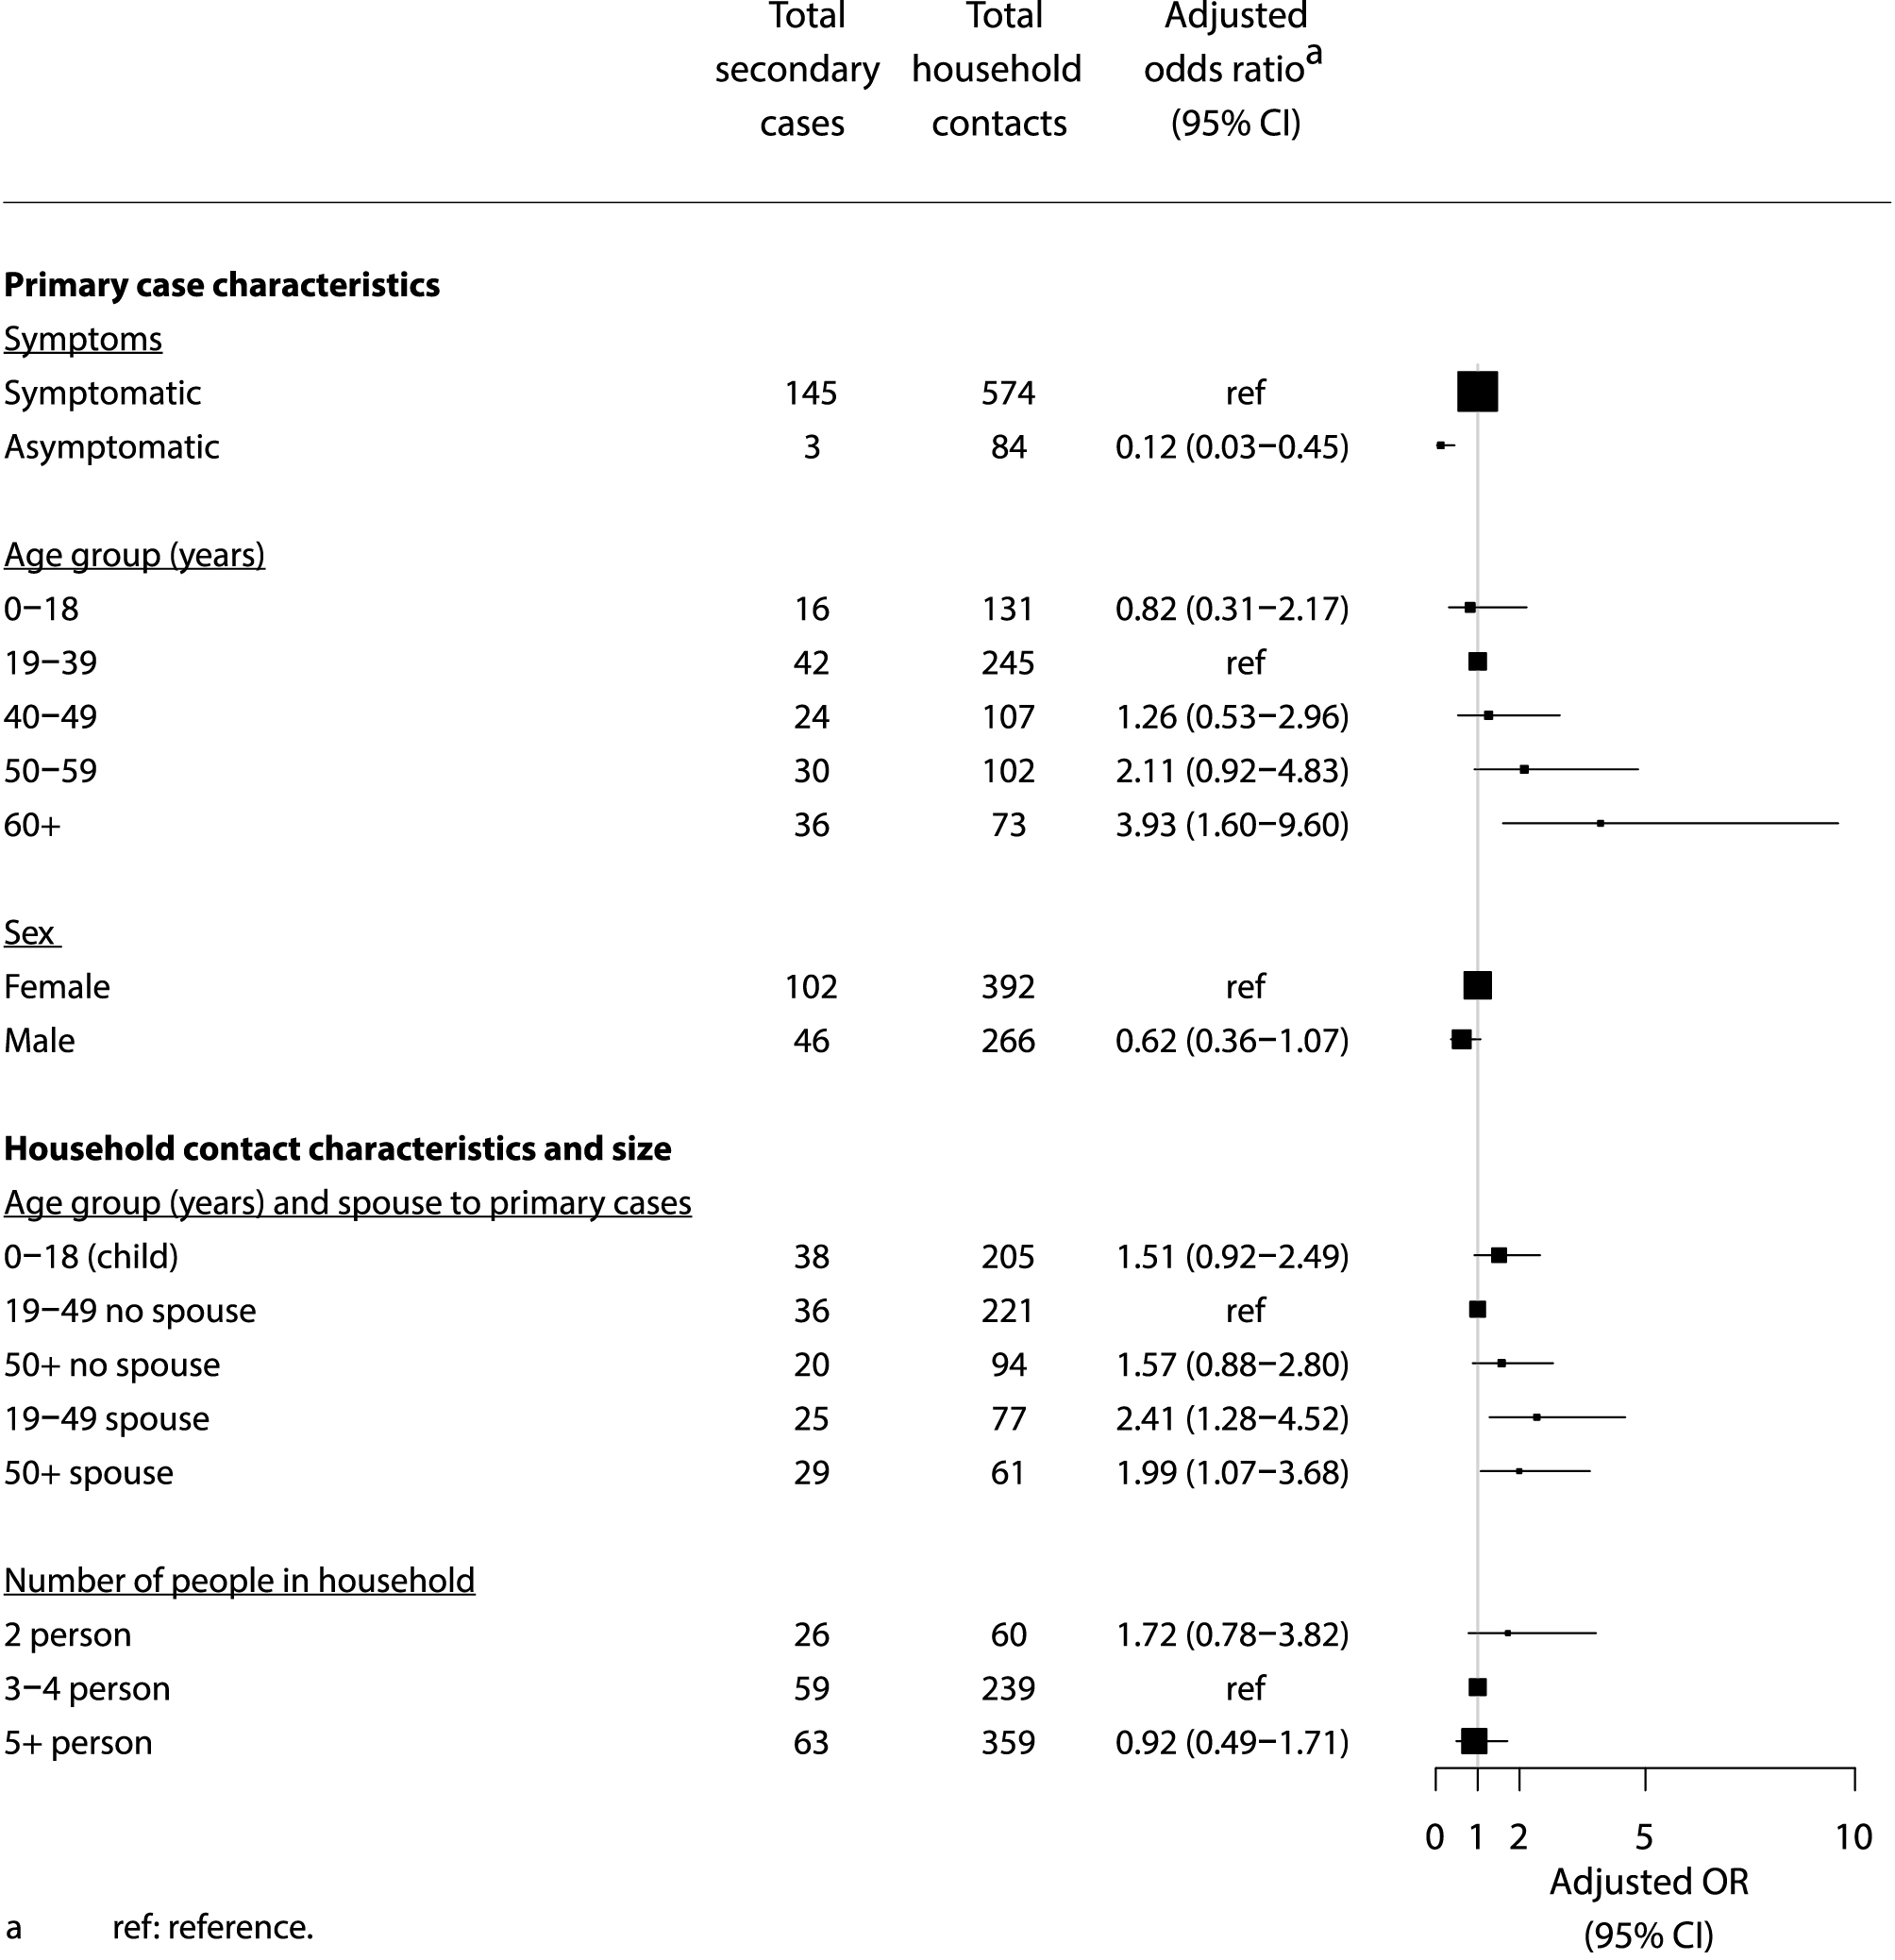 Total Total Adjusted
secondary household odds ratioa
cases contacts (95% CI)
Primary case characteristics
Symptoms
Symptomatic 145 574 ref
Asymptomatic 3 84 0.12 (0.03−0.45)
Age group (years)
0−18 16 131 0.82 (0.31−2.17)
19−39 42 245 ref
40−49 24 107 1.26 (0.53−2.96)
50−59 30 102 2.11 (0.92−4.83)
60+ 36 73 3.93 (1.60−9.60)
Sex
Female 102 392 ref
Male 46 266 0.62 (0.36−1.07)
Household contact characteristics and size
Age group (years) and spouse to primary cases
0−18 (child) 38 205 1.51 (0.92−2.49)
19−49 no spouse 36 221 ref
50+ no spouse 20 94 1.57 (0.88−2.80)
19−49 spouse 25 77 2.41 (1.28−4.52)
50+ spouse 29 61 1.99 (1.07−3.68)
Number of people in household
2 person 26 60 1.72 (0.78−3.82)
3−4 person 59 239 ref
5+ person 63 359 0.92 (0.49−1.71)
0 1 2 5 10
Adjusted OR
(95% CI)
a ref: reference.